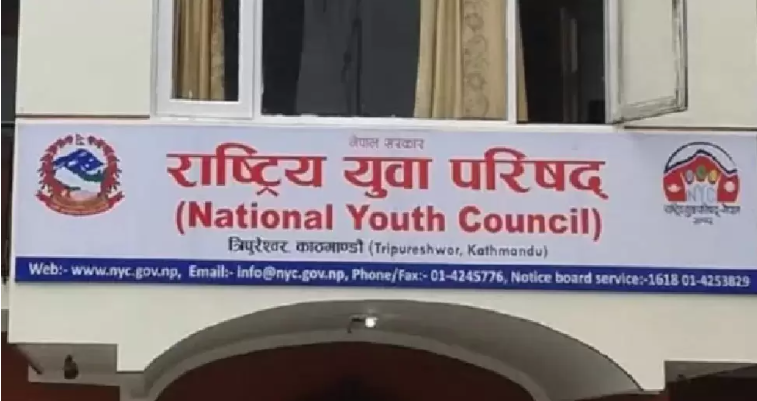 नेपाल सरकार
राष्ट्रिय युवा परिषद्
(National Youth Council)
त्रिपुरेश्वर, काठमाण्डौ (Tripureshwor, Kathmandu)
Web:- www.nyc.gov.np, Email:- info@nyc.gov.np, Phone/Fax:- 01-4245776, Notice board service:-1618 01-4253829
NYC